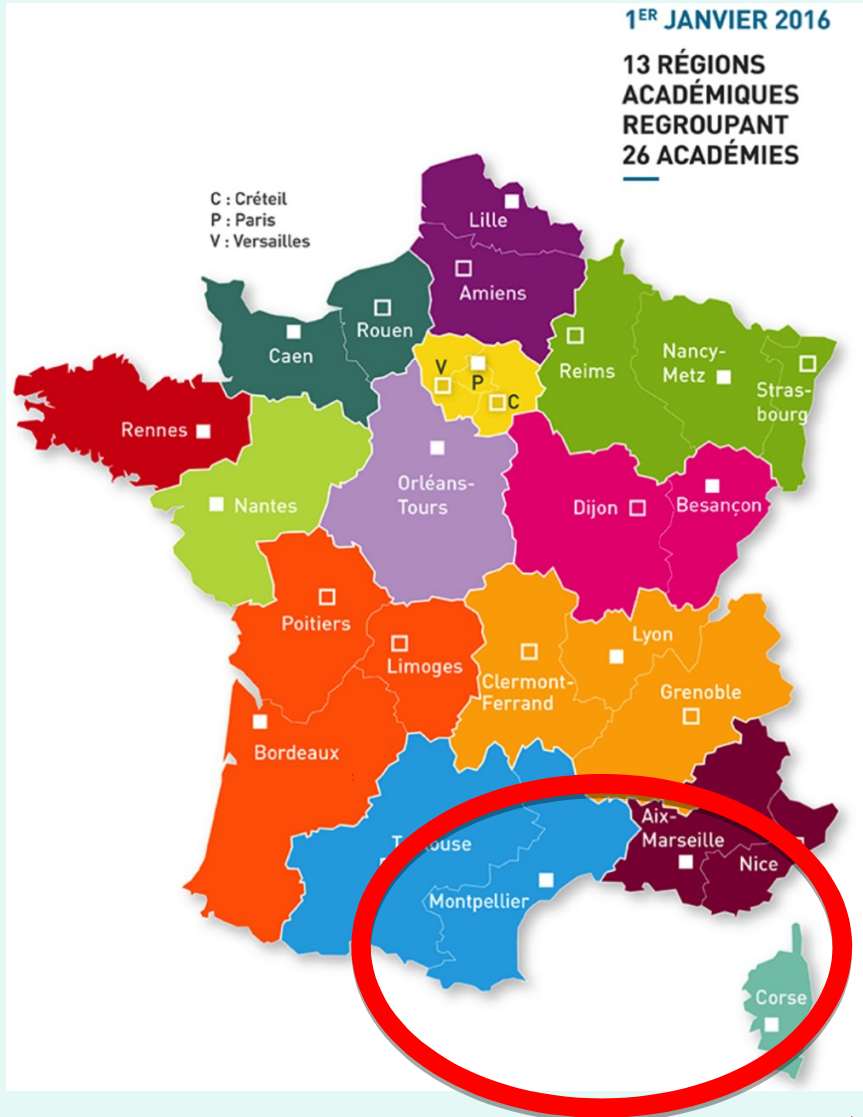 1ER JANVIER 2016
13 RÉGIONS
ACADÉMIQUES
REGROUPANT
26 ACADÉMIES
C : Créteil
P : Paris
V : Versailles
Lille
Amiens
Rouen
Caen
V
P
C
Reims
Nancy-
Metz
Stras-
bourg
Rennes
Nantes
Orléans-
Tours
Dijon
Besançon
Poitiers
Limoges
Clermont-
Ferrand
Lyon
Grenoble
Bordeaux
Toulouse
Montpellier
Aix-
Marseille
Nice
Corse